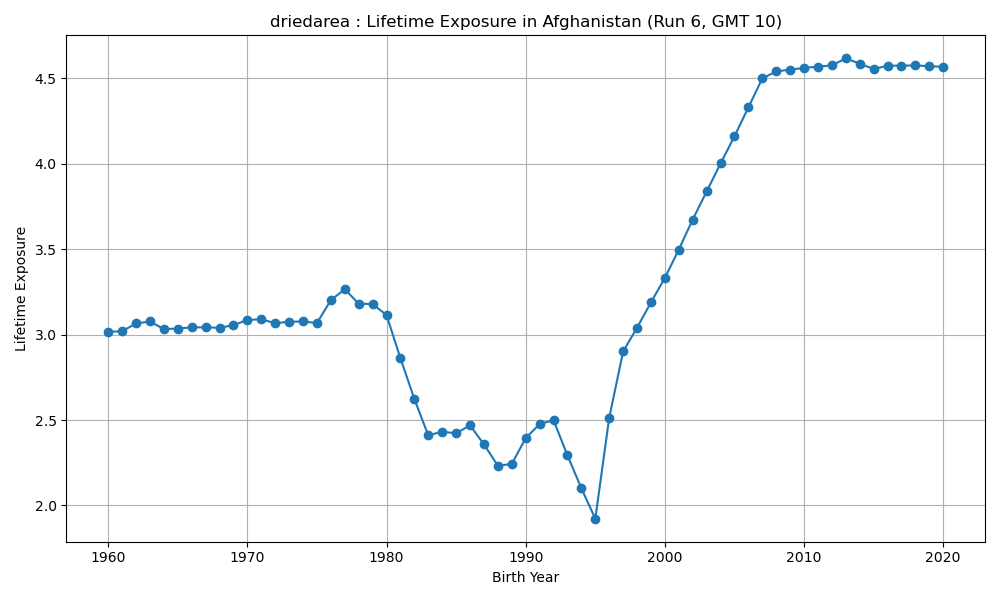 driedarea : Lifetime Exposure in Afghanistan (Run 6, GMT 10)
Lifetime Exposure
4.5
4.0
3.5
3.0
2.5
2.0
1960 1970 1980 1990 2000 2010 2020
Birth Year